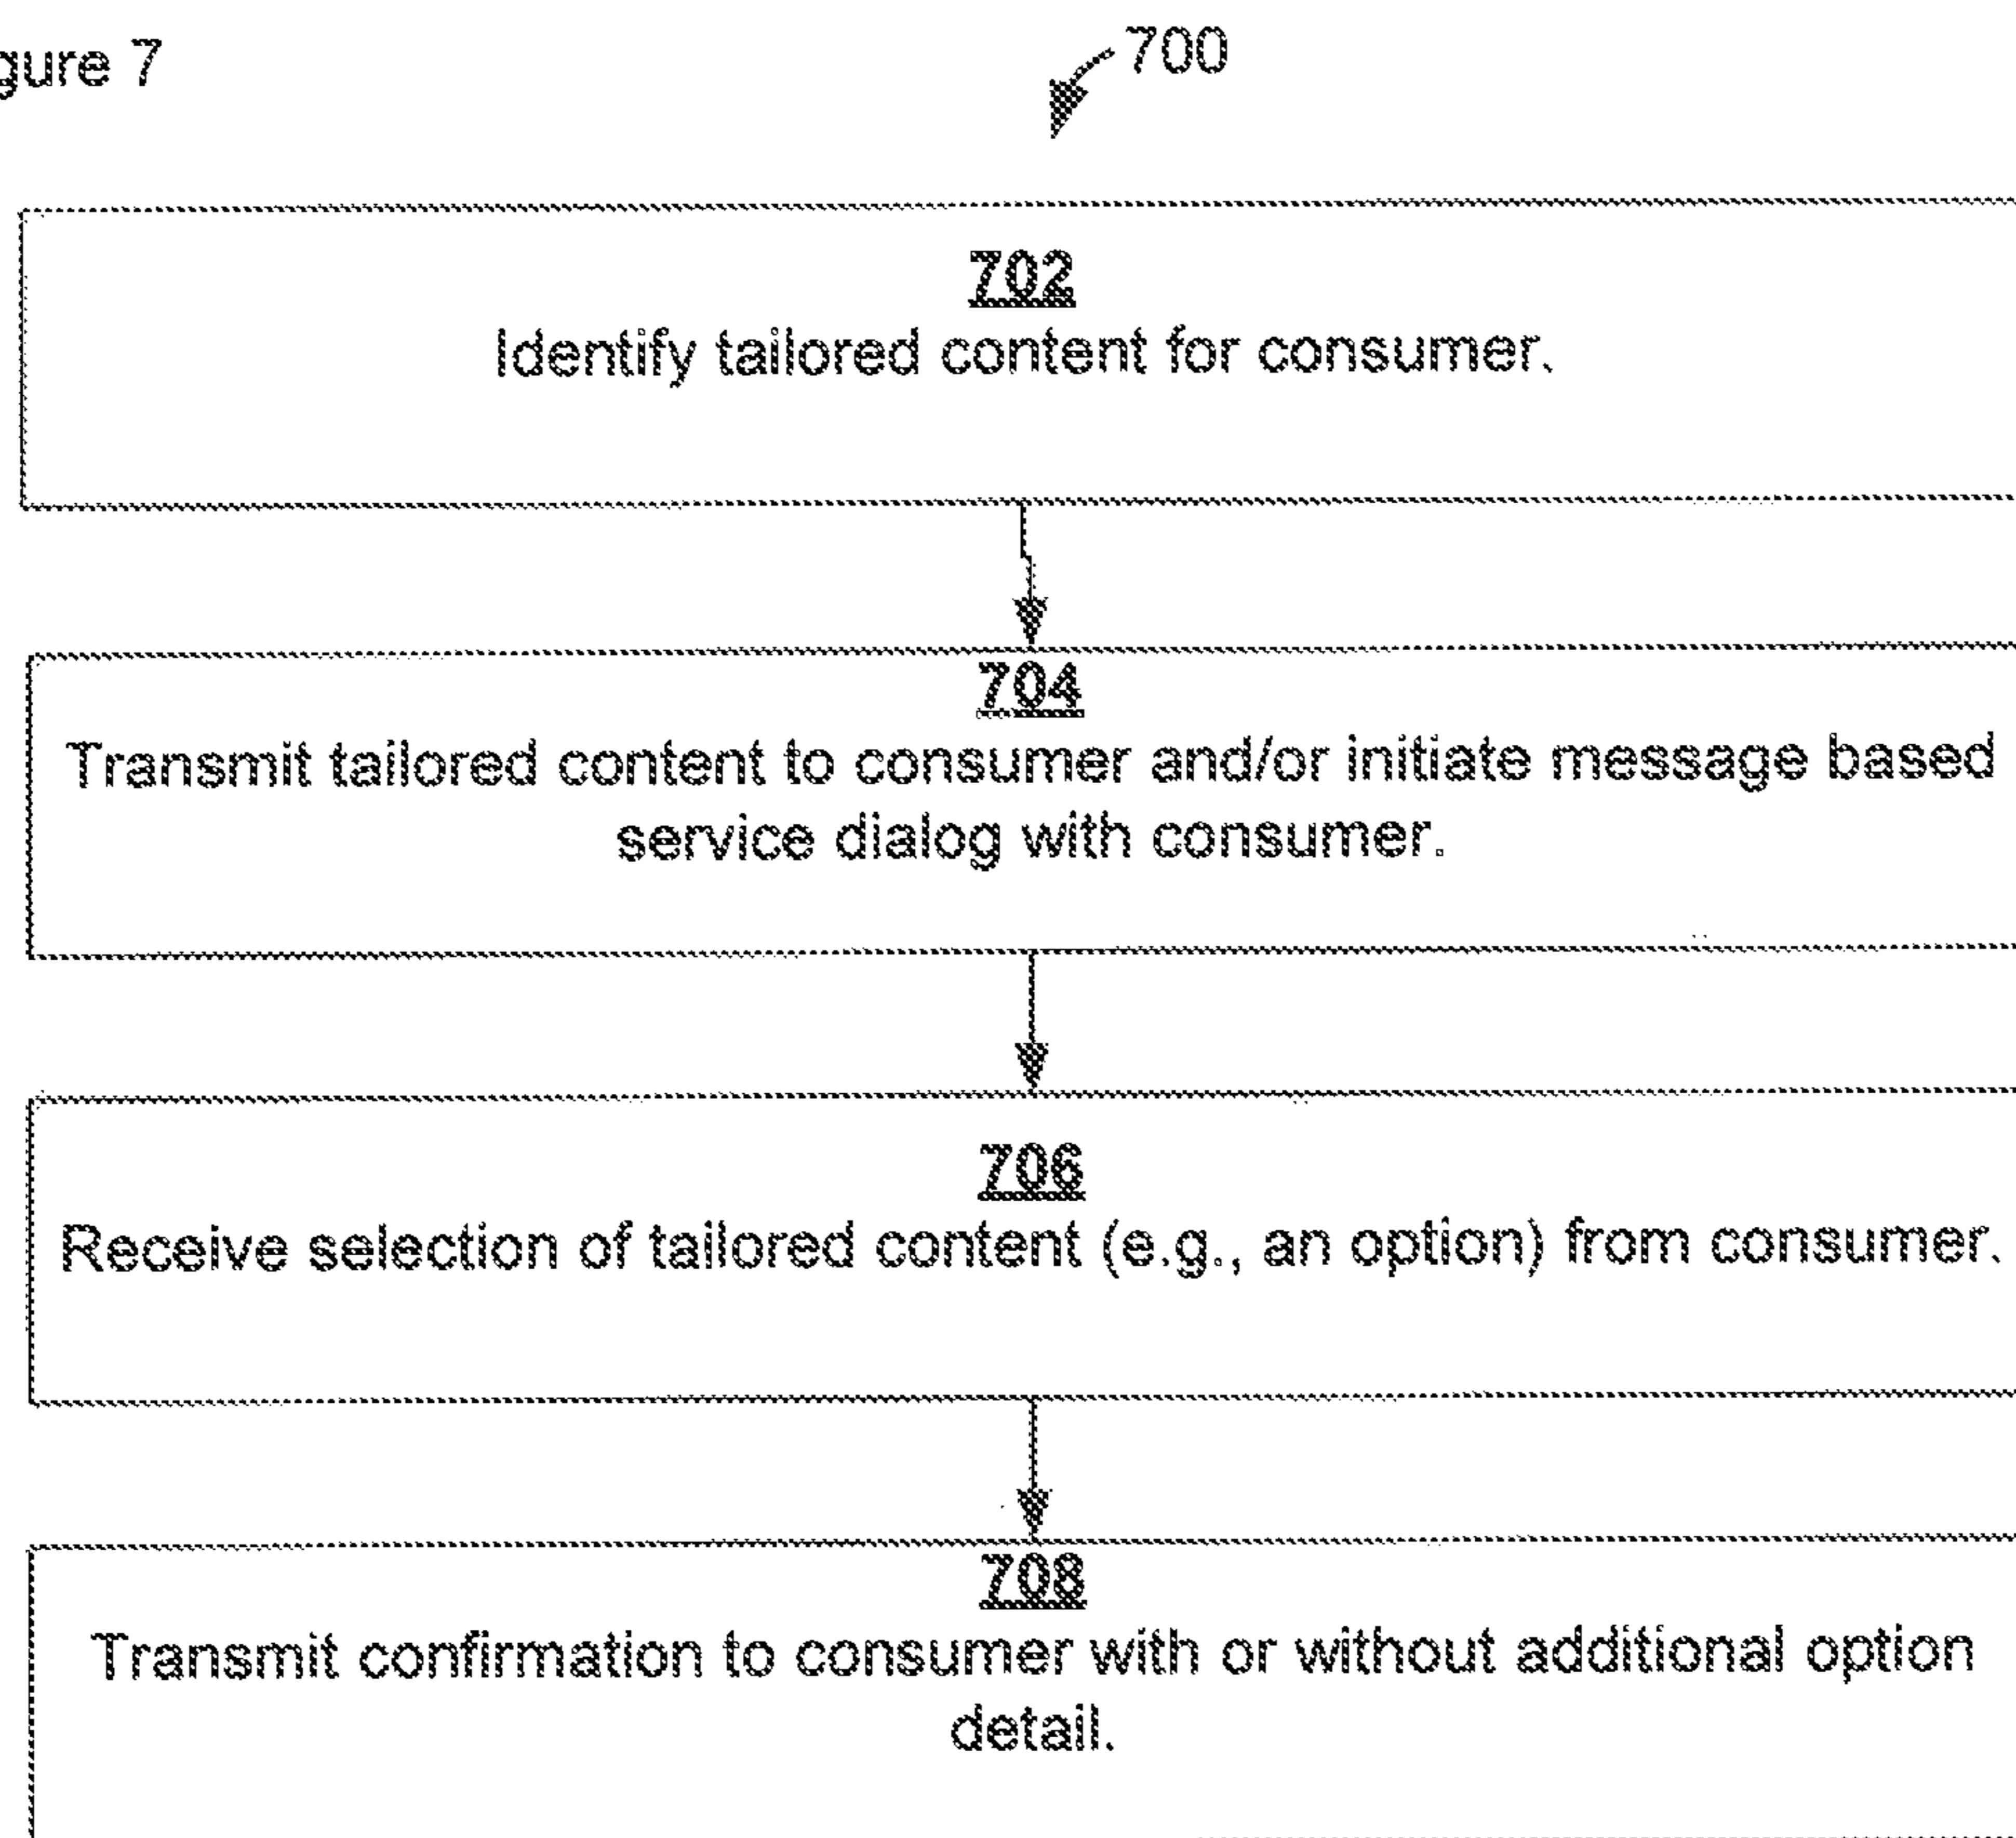 gure 7
700
702
Identify tailored content for consumer.
704
Transmit tailored content to consumer and/or initiate message based
service dialog with consumer.
706
Receive selection of tailored content (e.g., an option) from consumer.
708
Transmit confirmation to consumer with or without additional option
detail.